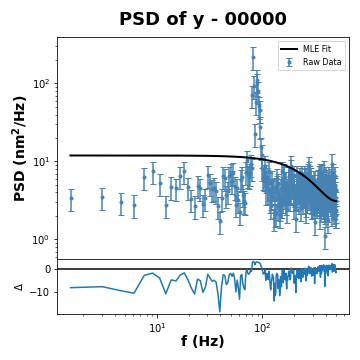 PSD of y - 00000
PSD (nm²/Hz)
10²
10¹
10⁰
MLE Fit
Raw Data
Δ
0
−10
10¹
10²
f (Hz)